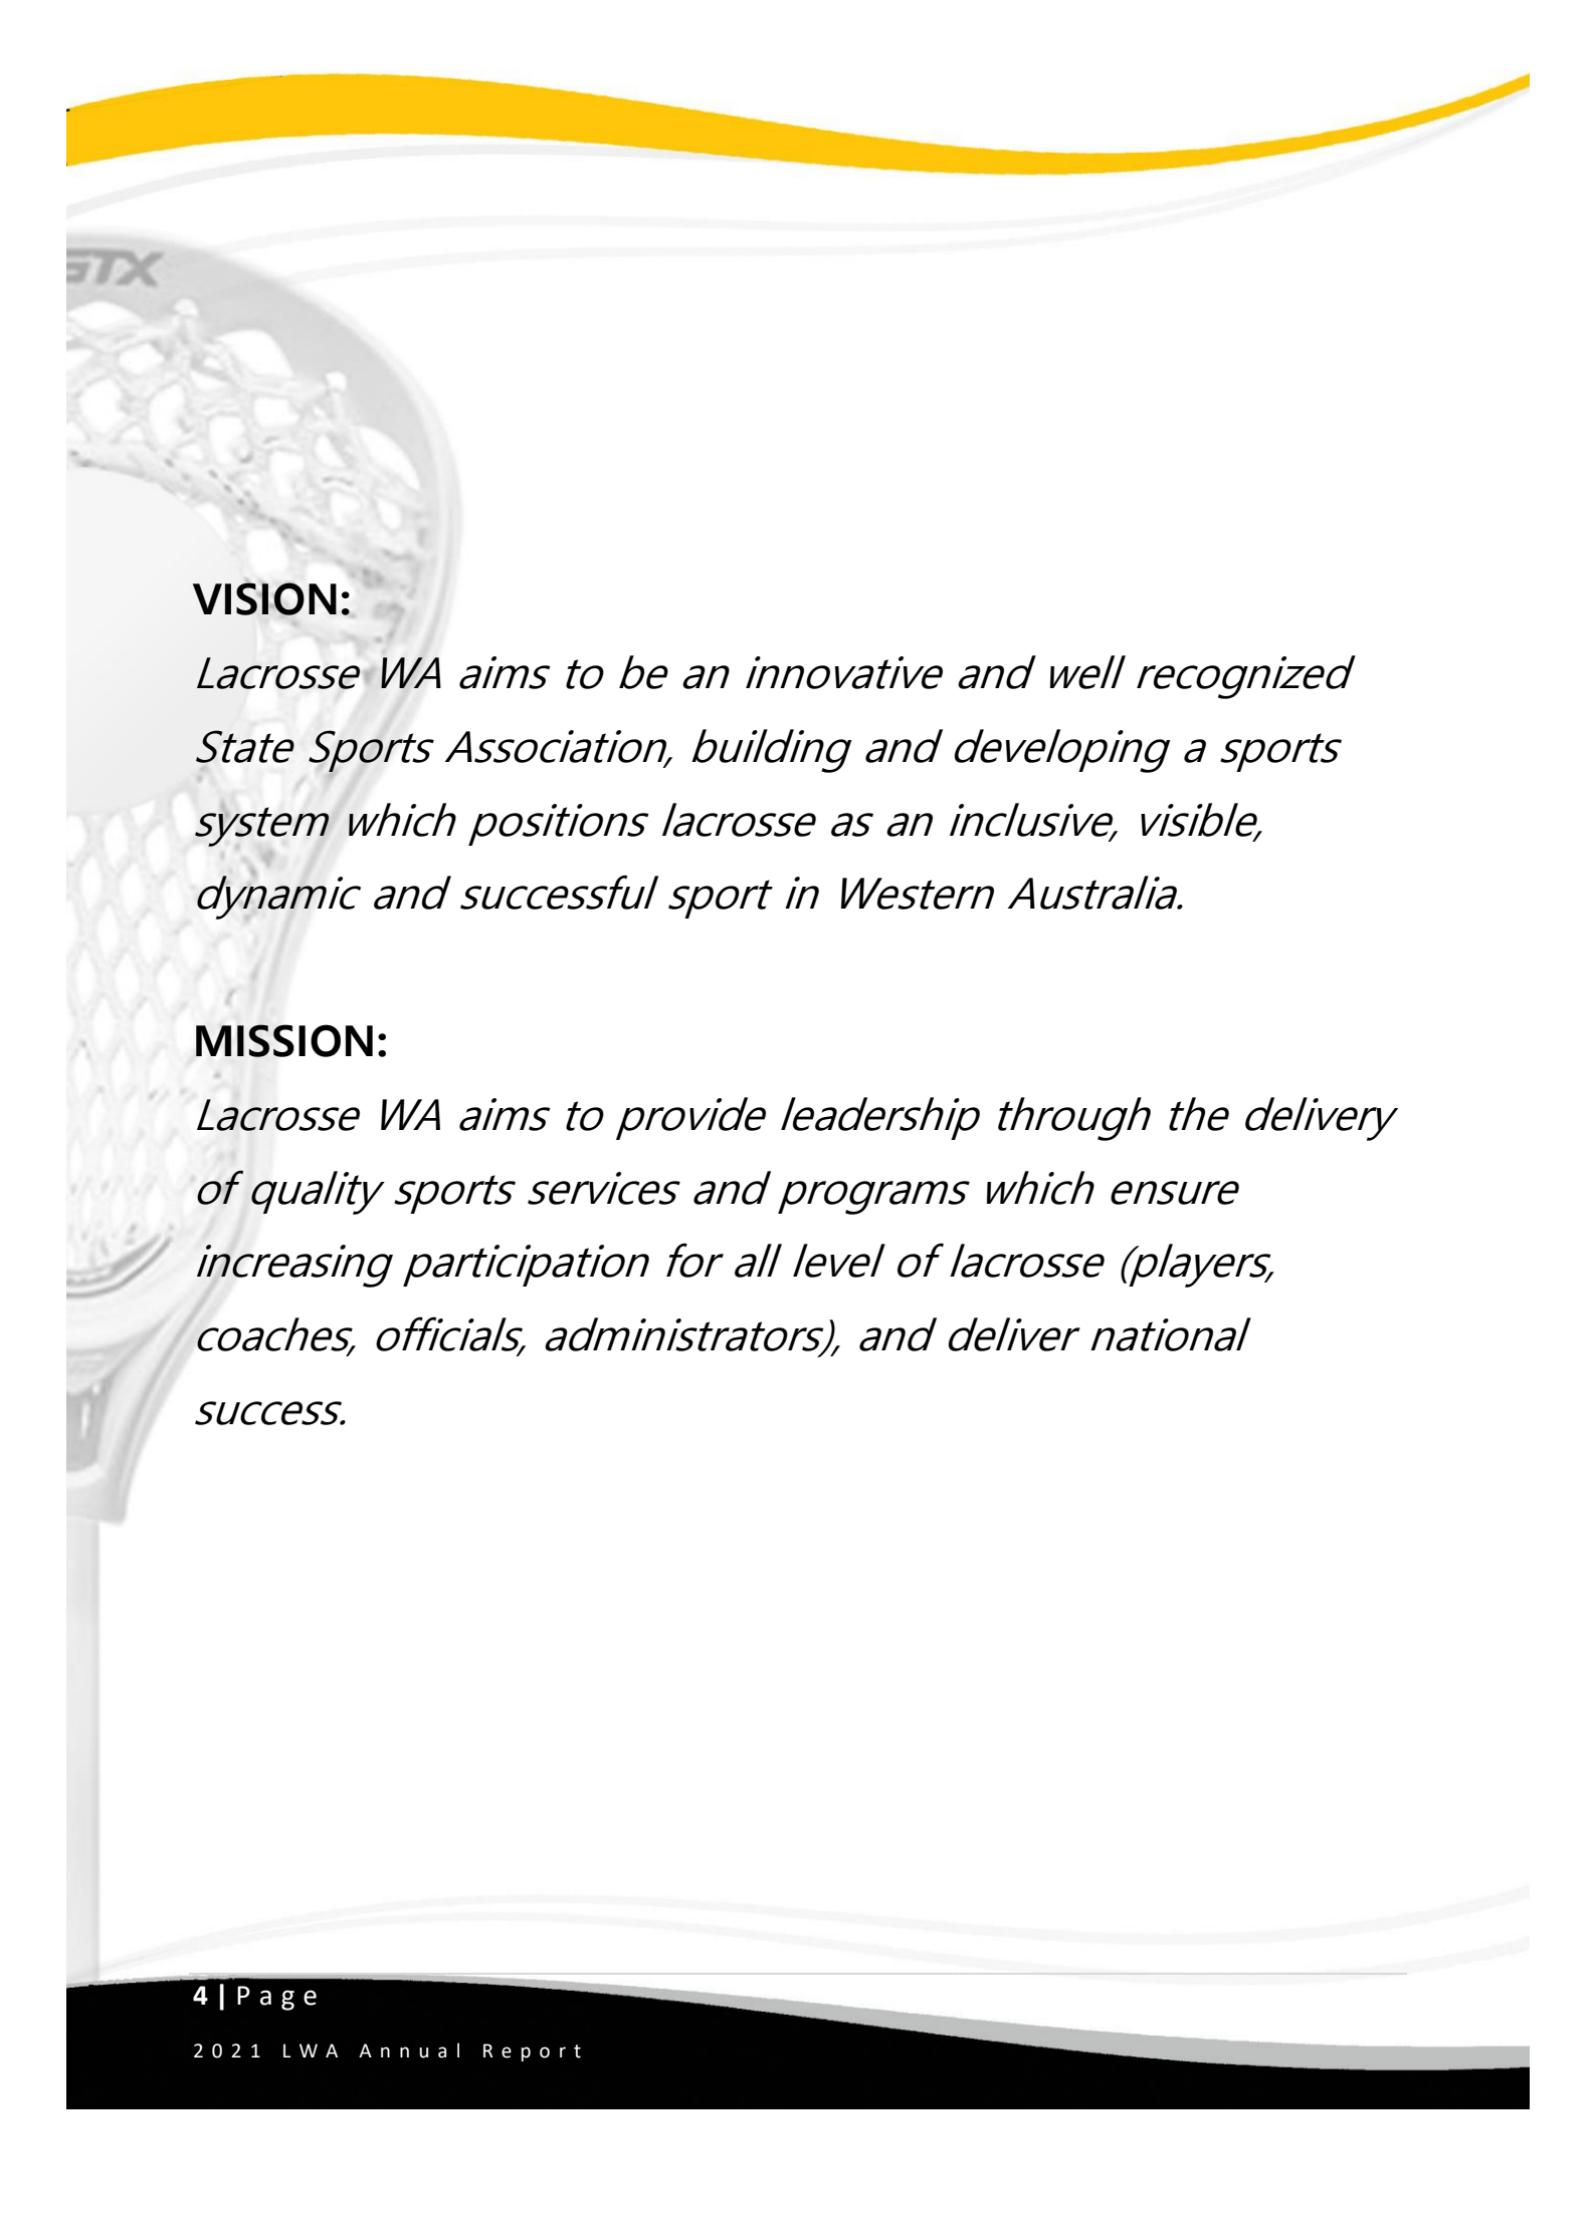 STX
VISION:
Lacrosse WA aims to be an innovative and well recognized
State Sports Association, building and developing a sports
system which positions lacrosse as an inclusive, visible,
dynamic and successful sport in Western Australia.
MISSION:
Lacrosse WA aims to provide leadership through the delivery
of quality sports services and programs which ensure
increasing participation for all level of lacrosse (players,
coaches, officials, administrators), and deliver national
success.
4 | Page
2021 LWA Annual Report